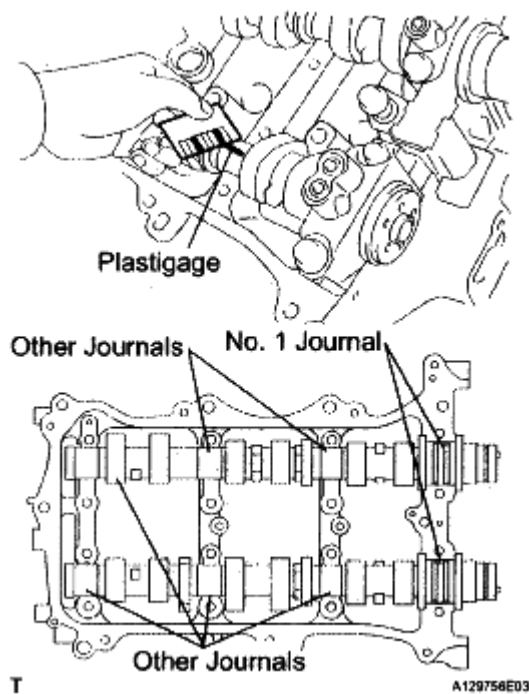 Plastigage
Other Journals
No. 1 Journal
Other Journals
T
A129756E03